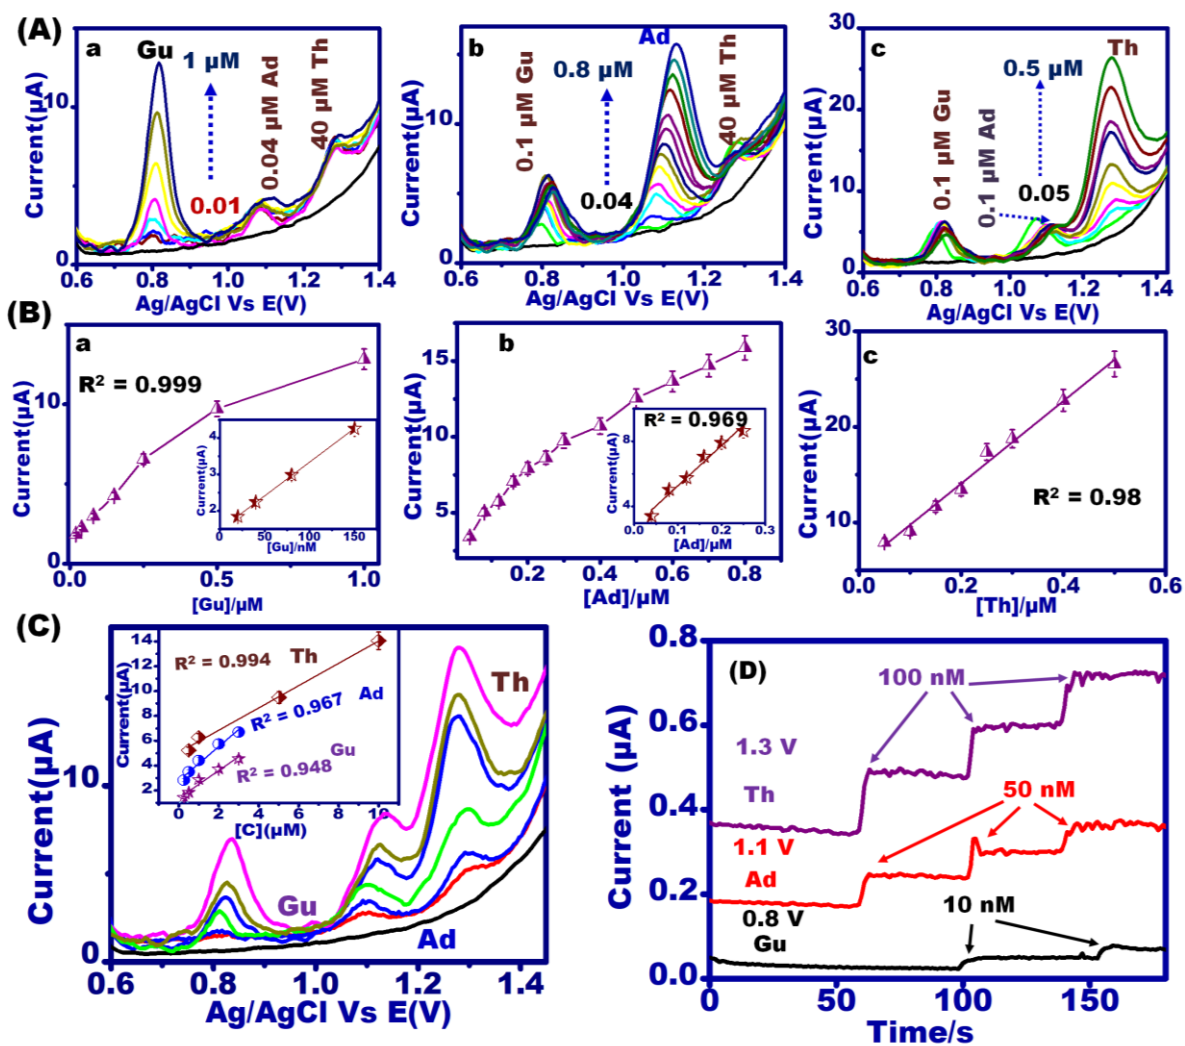 (A)
a
Gu
1 µM
0.01
0.04 µM Ad
40 µM Th
10
0
0.6
0.8
1.0
1.2
1.4
Current(µA)
Ag/AgCl Vs E(V)
b
0.1 µM Gu
0.8 µM
0.04
Ad
40 µM Th
10
0
0.6
0.8
1.0
1.2
1.4
Current(µA)
Ag/AgCl Vs E(V)
c
0.1 µM Gu
0.1 µM Ad
0.5 µM
0.05
Th
30
20
10
0
0.6
0.8
1.0
1.2
1.4
Current(µA)
Ag/AgCl Vs E(V)
(B)
a
R² = 0.999
10
0
0.0
0.5
1.0
Current(µA)
[Gu]/µM
4
3
2
50
100
150
Current(µA)
[Gu]/nM
b
15
10
5
0.2
0.4
0.6
0.8
Current(µA)
[Ad]/µM
R² = 0.969
8
4
0.0
0.1
0.2
0.3
Current(µA)
[Ad]/µM
c
R² = 0.98
30
20
10
0.0
0.2
0.4
0.6
Current(µA)
[Th]/µM
(C)
10
0
0.6
0.8
1.0
1.2
1.4
Current(µA)
Ag/AgCl Vs E(V)
Gu
Ad
Th
14
12
10
8
6
4
2
0
2
4
6
8
10
Current(µA)
[C](µM)
R² = 0.994
Th
R² = 0.967
Ad
Gu
R² = 0.948
(D)
0.8
0.6
0.4
0.2
0.0
0
50
100
150
Current (µA)
Time/s
100 nM
1.3 V
Th
50 nM
1.1 V
Ad
10 nM
0.8 V
Gu